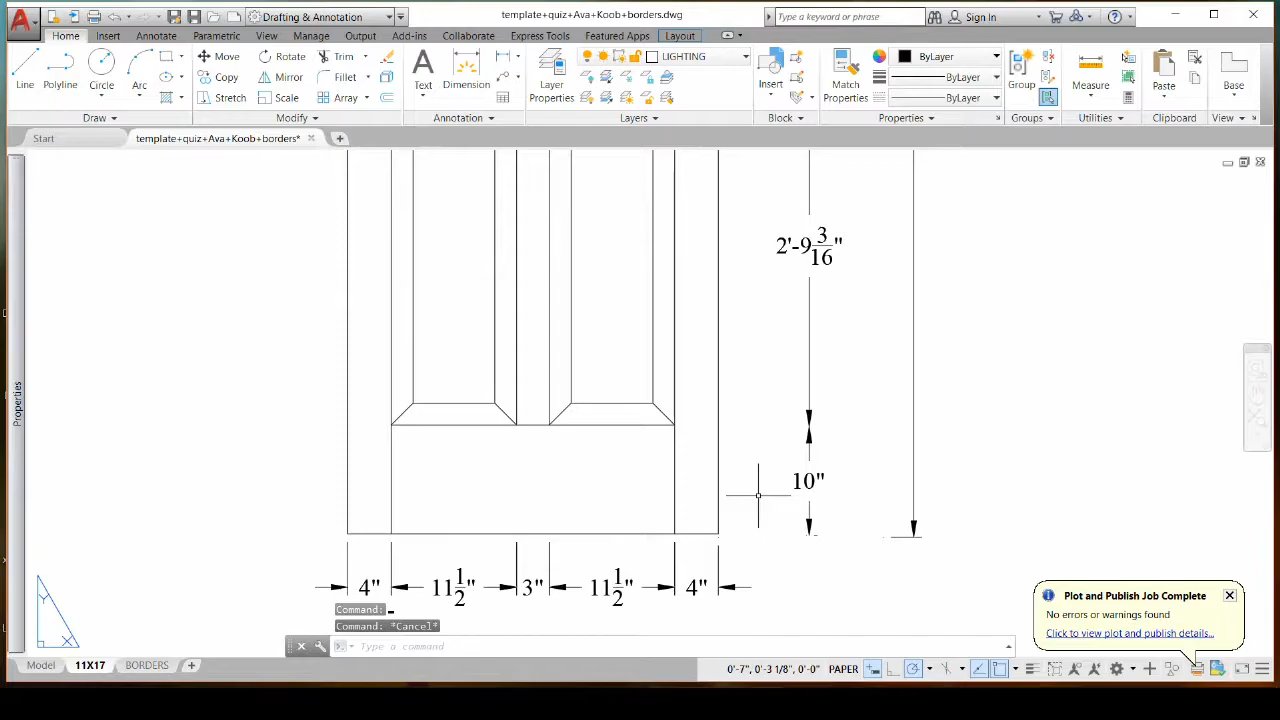 Drafting & Annotation
template+quiz+Ava+Koob+borders.dwg
Type a keyword or phrase
Sign In
Home Insert Annotate Parametric View Manage Output Add-ins Collaborate Express Tools Featured Apps Layout
Line
Polyline
Circle
Arc
Move
Copy
Stretch
Rotate
Mirror
Scale
Trim
Fillet
Array
Text
Dimension
Layer
Properties
LIGHTING
Insert
Match
Properties
ByLayer
ByLayer
ByLayer
Group
Measure
Paste
Base
Draw
Modify
Annotation
Layers
Block
Properties
Groups
Utilities
Clipboard
View
Start
template+quiz+Ava+Koob+borders*
Properties
2'-9 3/16"
10"
4" 11 1/2" 3" 11 1/2" 4"
Y
X
Command:
Command: *Cancel*
Type a command
Plot and Publish Job Complete
No errors or warnings found
Click to view plot and publish details...
Model 11X17 BORDERS
0'-7", 0'-3 1/8", 0'-0" PAPER